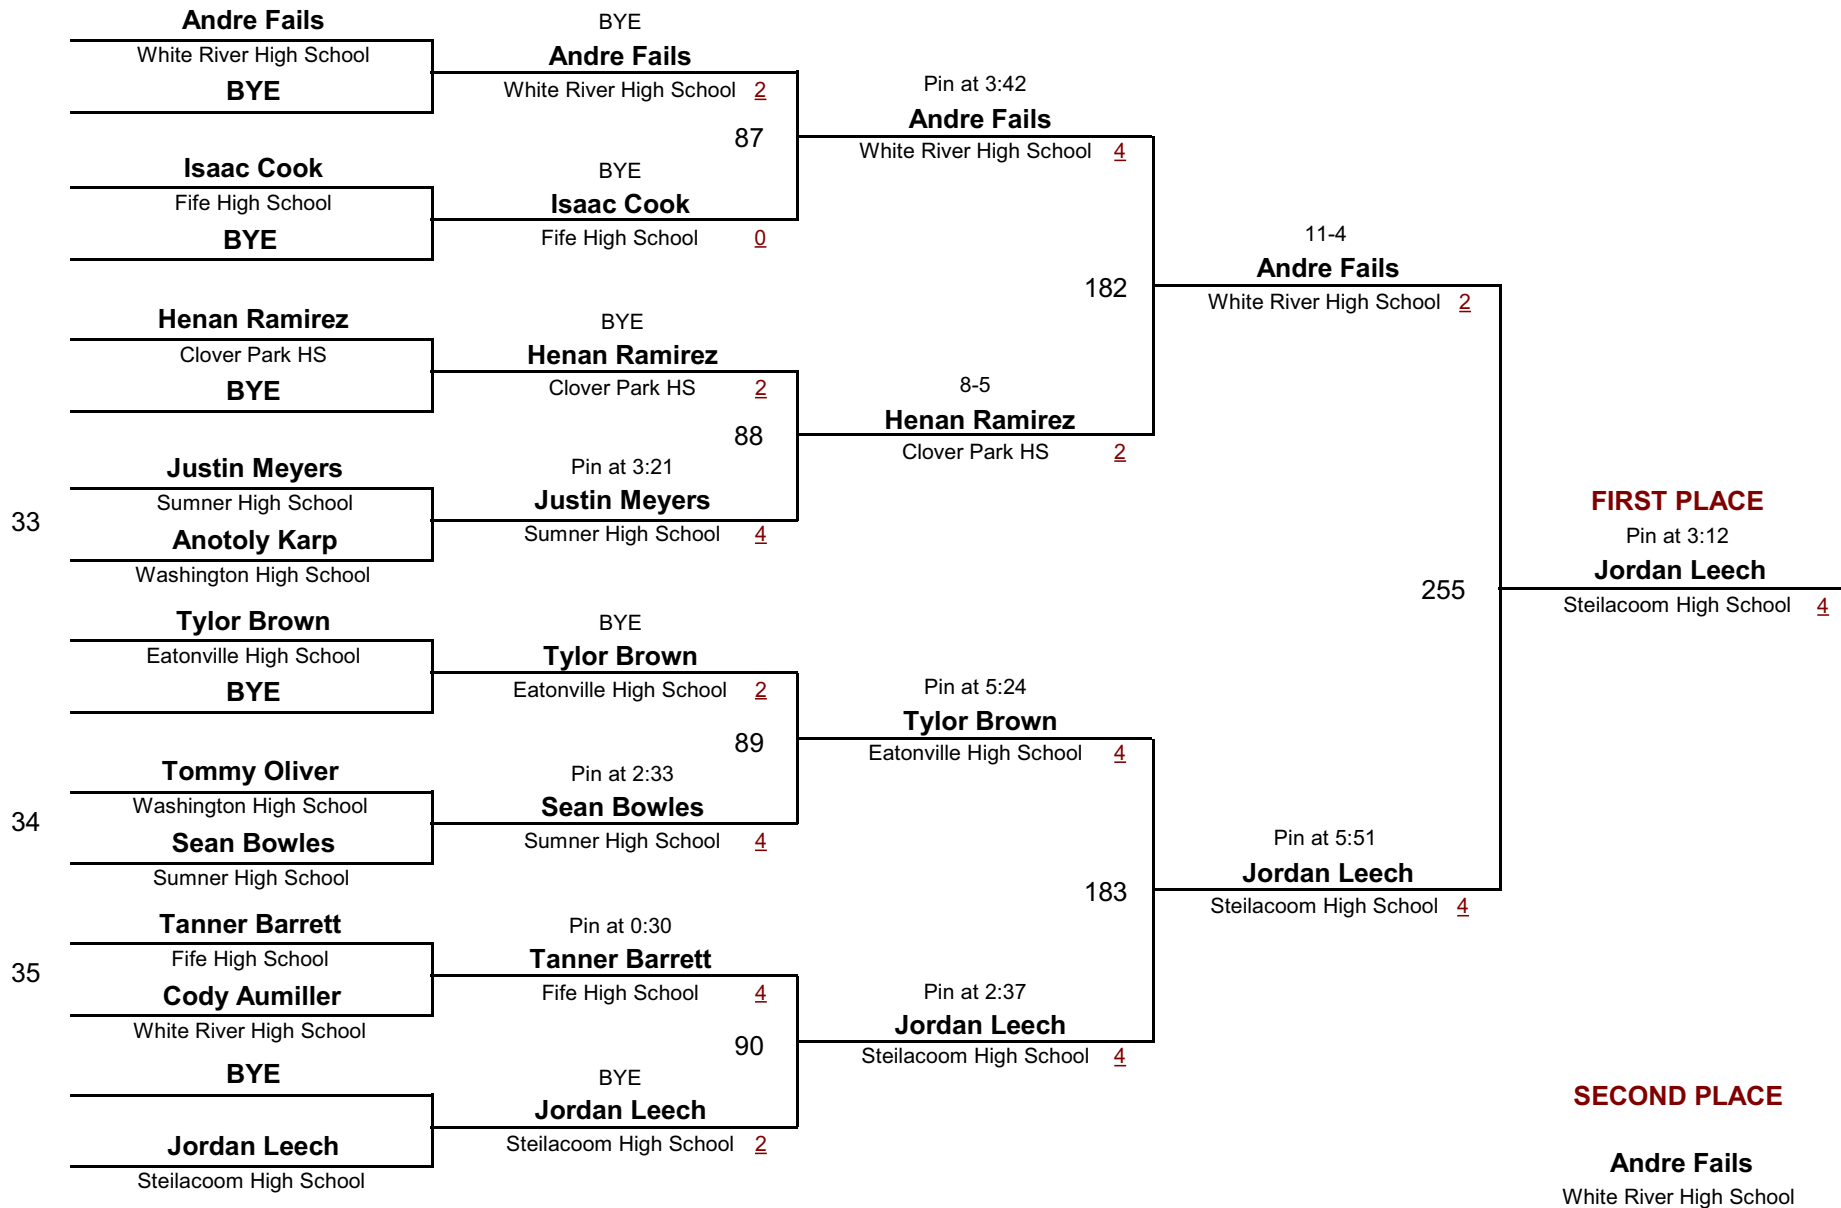 Andre Fails
White River High School
BYE
Isaac Cook
Fife High School
BYE
Henan Ramirez
Clover Park HS
BYE
33
Justin Meyers
Sumner High School
Anotoly Karp
Washington High School
Tylor Brown
Eatonville High School
BYE
34
Tommy Oliver
Washington High School
Sean Bowles
Sumner High School
35
Tanner Barrett
Fife High School
Cody Aumiller
White River High School
BYE
Jordan Leech
Steilacoom High School
BYE
Andre Fails
White River High School 2
87
BYE
Isaac Cook
Fife High School 0
BYE
Henan Ramirez
Clover Park HS 2
88
Pin at 3:21
Justin Meyers
Sumner High School 4
BYE
Tylor Brown
Eatonville High School 2
89
Pin at 2:33
Sean Bowles
Sumner High School 4
Pin at 0:30
Tanner Barrett
Fife High School 4
90
BYE
Jordan Leech
Steilacoom High School 2
Pin at 3:42
Andre Fails
White River High School 4
182
8-5
Henan Ramirez
Clover Park HS 2
Pin at 5:24
Tylor Brown
Eatonville High School 4
183
Pin at 2:37
Jordan Leech
Steilacoom High School 4
11-4
Andre Fails
White River High School 2
255
Pin at 5:51
Jordan Leech
Steilacoom High School 4
FIRST PLACE
Pin at 3:12
Jordan Leech
Steilacoom High School 4
SECOND PLACE
Andre Fails
White River High School